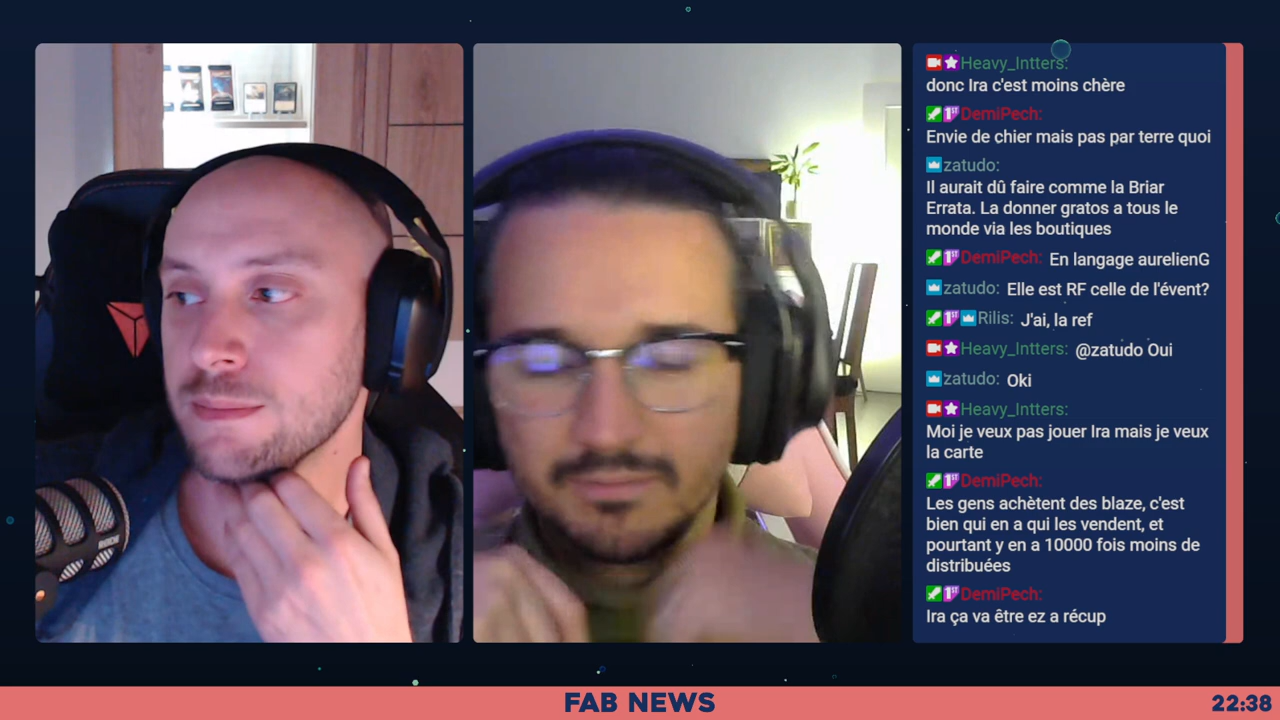 Heavy_Intters:
donc Ira c'est moins chère
DemiPech:
Envie de chier mais pas par terre quoi
zatudo:
Il aurait dû faire comme la Briar
Errata. La donner gratos a tous le
monde via les boutiques
DemiPech: En langage aurelienG
zatudo: Elle est RF celle de l'évent?
Rilis: J'ai, la ref
Heavy_Intters: @zatudo Oui
zatudo: Oki
Heavy_Intters:
Moi je veux pas jouer Ira mais je veux
la carte
DemiPech:
Les gens achètent des blaze, c'est
bien qui en a qui les vendent, et
pourtant y en a 10000 fois moins de
distribuées
DemiPech:
Ira ça va être ez a récup
FAB NEWS
22:38